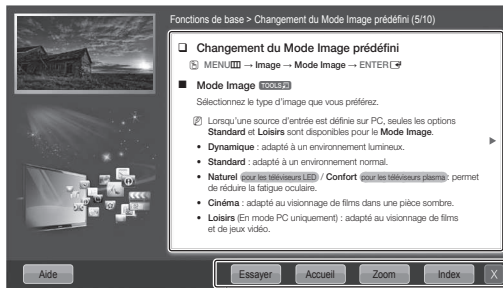 Fonctions de base > Changement du Mode Image prédéfini (5/10)
❑ Changement du Mode Image prédéfini
MENU → Image → Mode Image → ENTER
■ Mode Image TOOLS
Sélectionnez le type d'image que vous préférez.
Lorsqu'une source d'entrée est définie sur PC, seules les options
Standard et Loisirs sont disponibles pour le Mode Image.
• Dynamique : adapté à un environnement lumineux.
• Standard : adapté à un environnement normal.
• Naturel (pour les téléviseurs LED) / Confort (pour les téléviseurs plasma): permet
de réduire la fatigue oculaire.
• Cinéma : adapté au visionnage de films dans une pièce sombre.
• Loisirs (En mode PC uniquement) : adapté au visionnage de films
et de jeux vidéo.
Aide Essayer Accueil Zoom Index X